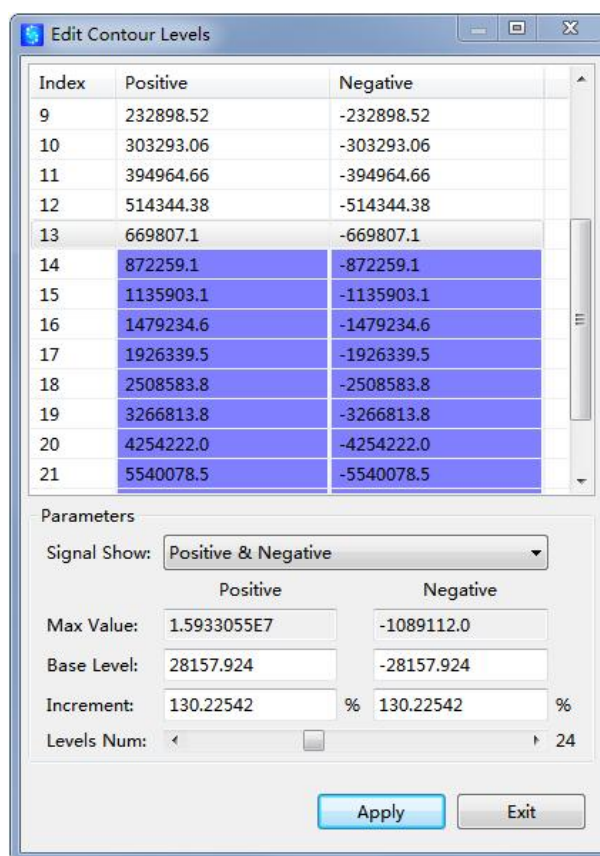 Edit Contour Levels
Index Positive Negative
9 232898.52 -232898.52
10 303293.06 -303293.06
11 394964.66 -394964.66
12 514344.38 -514344.38
13 669807.1 -669807.1
14 872259.1 -872259.1
15 1135903.1 -1135903.1
16 1479234.6 -1479234.6
17 1926339.5 -1926339.5
18 2508583.8 -2508583.8
19 3266813.8 -3266813.8
20 4254222.0 -4254222.0
21 5540078.5 -5540078.5
Parameters
Signal Show: Positive & Negative
Positive Negative
Max Value: 1.5933055E7 -1089112.0
Base Level: 28157.924 -28157.924
Increment: 130.22542 % 130.22542 %
Levels Num: 24
Apply Exit